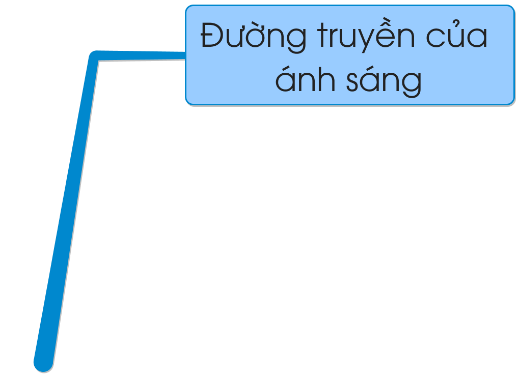 Đường truyền của
ánh sáng